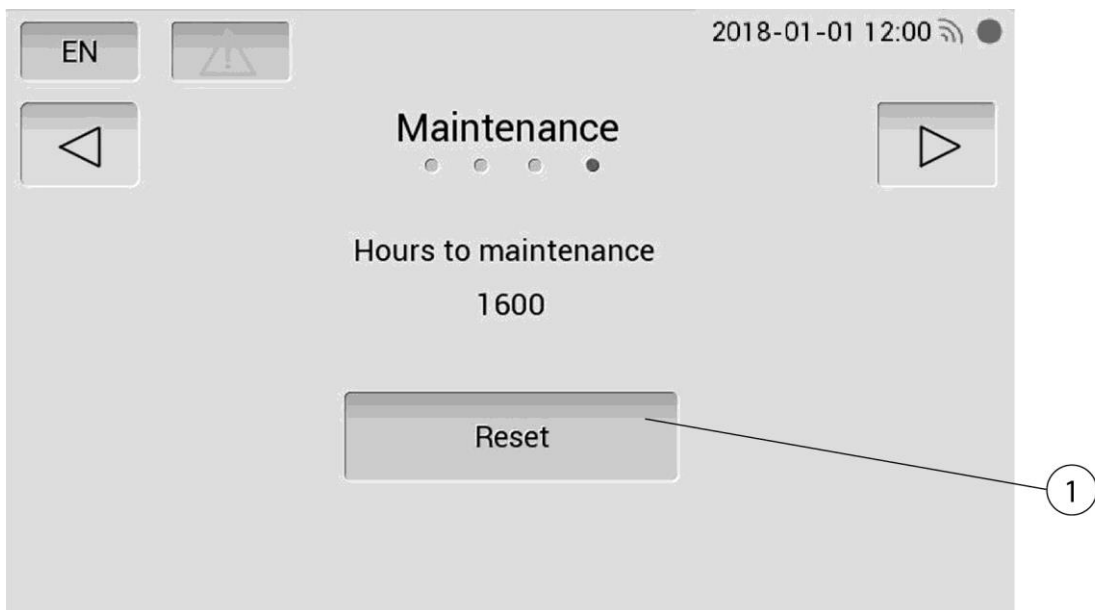 EN
2018-01-01 12:00
Maintenance
Hours to maintenance
1600
Reset
1